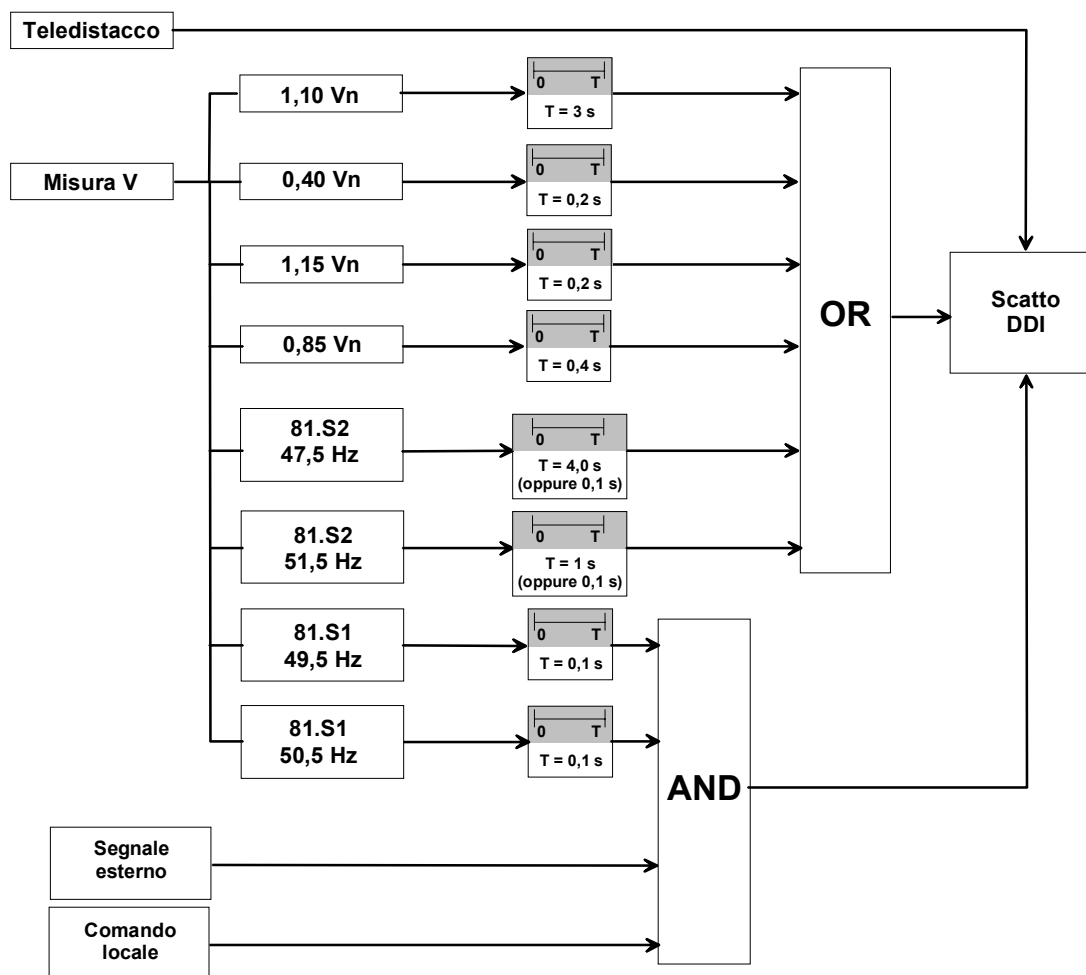 Teledistacco
1,10 Vn
0 T
T = 3 s
Misura V
0,40 Vn
0 T
T = 0,2 s
1,15 Vn
0 T
T = 0,2 s
OR
Scatto
DDI
0,85 Vn
0 T
T = 0,4 s
81.S2
47,5 Hz
0 T
T = 4,0 s
(oppure 0,1 s)
81.S2
51,5 Hz
0 T
T = 1 s
(oppure 0,1 s)
81.S1
49,5 Hz
0 T
T = 0,1 s
81.S1
50,5 Hz
0 T
T = 0,1 s
AND
Segnale
esterno
Comando
locale